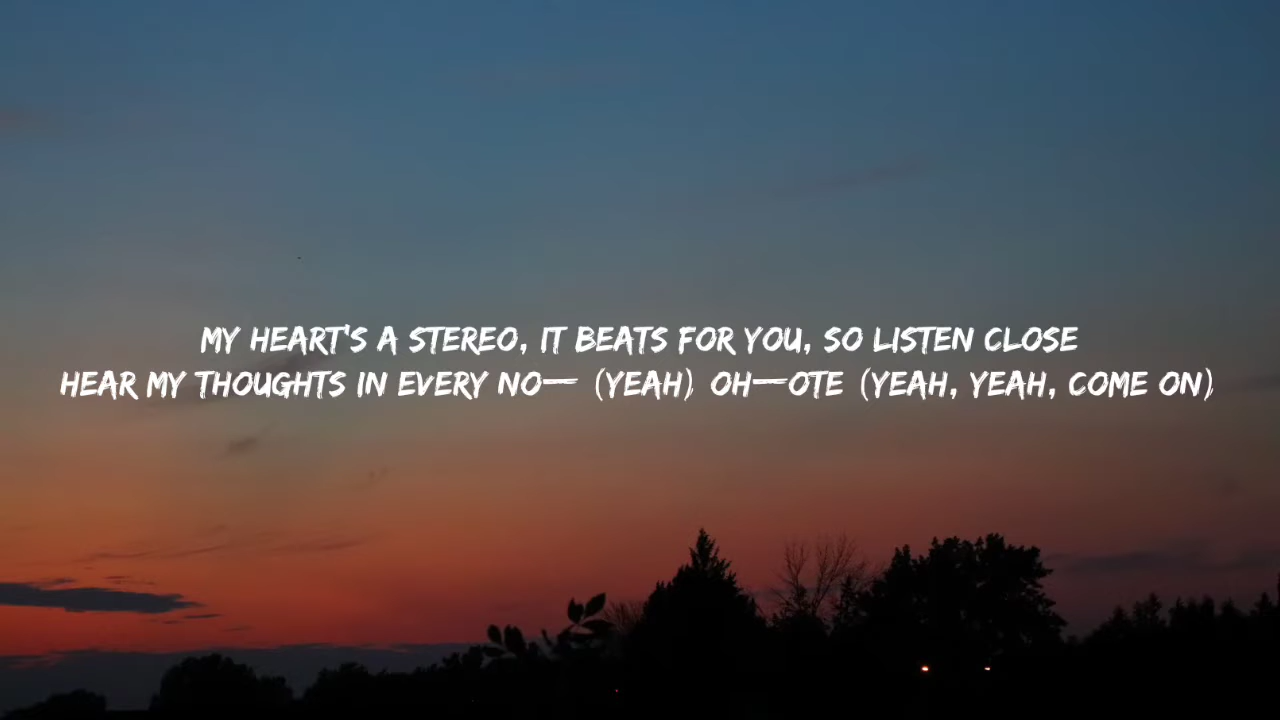 MY HEART'S A STEREO, IT BEATS FOR YOU, SO LISTEN CLOSE
HEAR MY THOUGHTS IN EVERY NO— (YEAH) OH—OTE (YEAH, YEAH, COME ON)